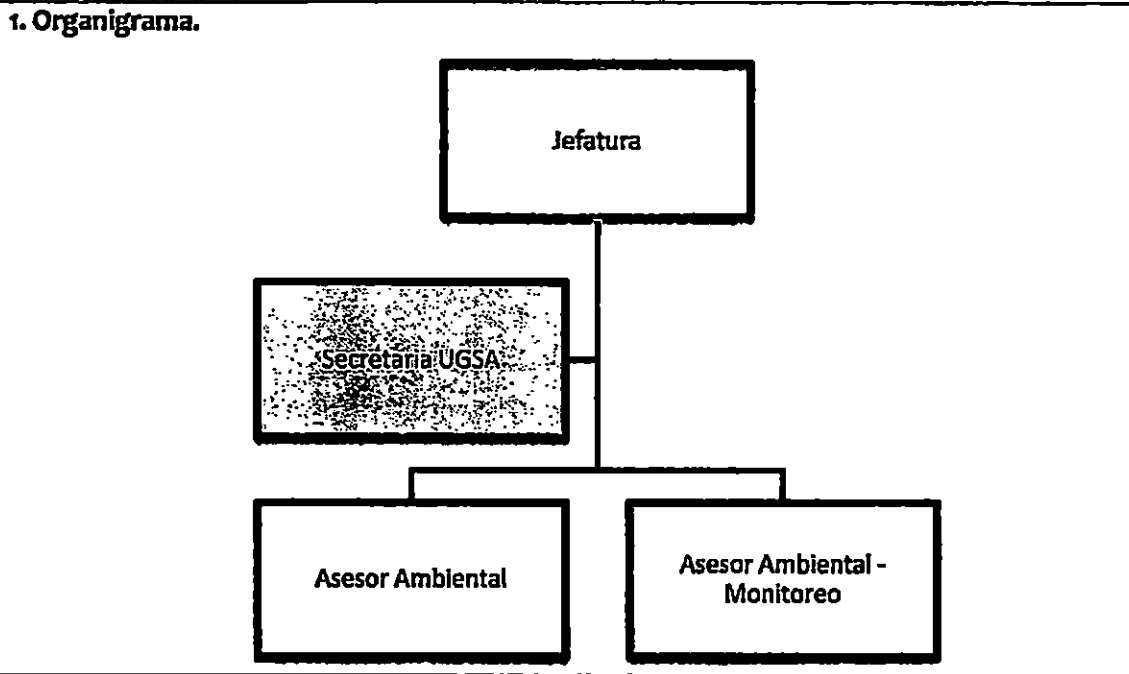 1. Organigrama.
Jefatura
Secretaria UGSA
Asesor Ambiental
Asesor Ambiental -
Monitoreo